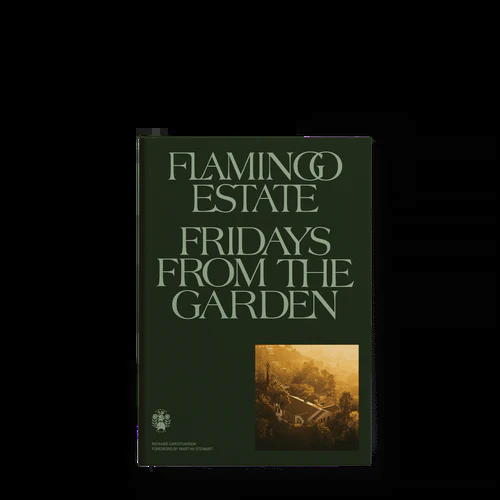 FLAMINGO
ESTATE
FRIDAYS
FROM THE
GARDEN
RICHARD CHRISTIANSEN
FOREWORD BY MARTHA STEWART